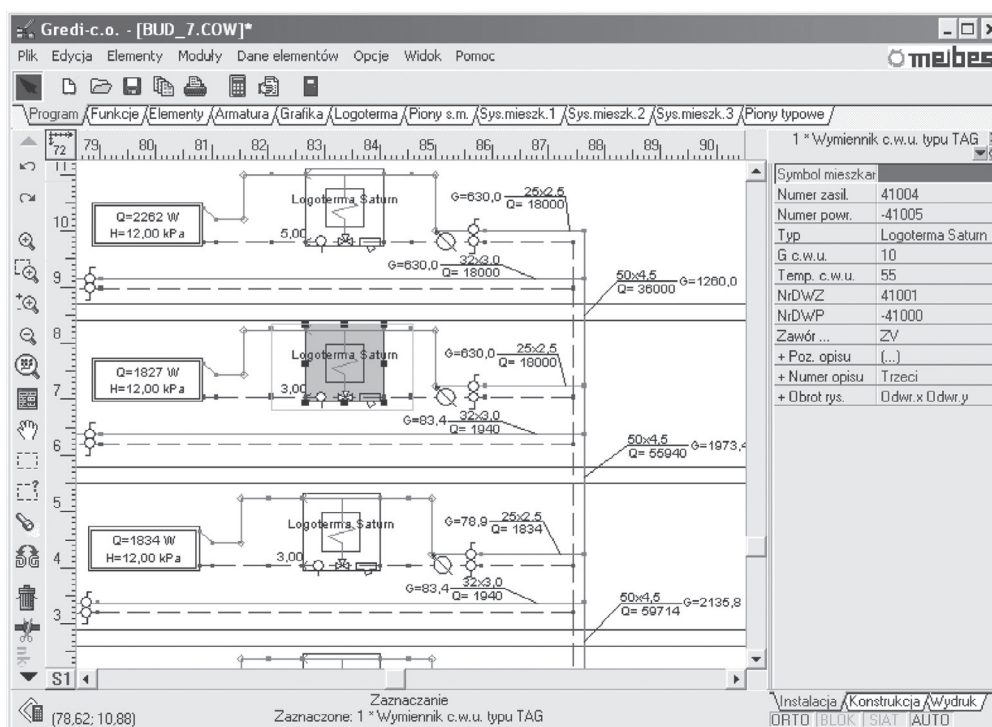 Gredi-c.o. - [BUD_7.COW]*
Plik Edycja Elementy Moduły Dane elementów Opcje Widok Pomoc
meibes
Program Funkcje Elementy Armatura Grafika Logoterma Piony s.m. Sys.mieszk.1 Sys.mieszk.2 Sys.mieszk.3 Piony typowe
72 79 80 81 82 83 84 85 86 87 88 89 90
1 * Wymiennik c.w.u. typu TAG
Symbol mieszkar
Numer zasil. 41004
Numer powr. -41005
Typ Logoterma Saturn
G c.w.u. 10
Temp. c.w.u. 55
NrDWZ 41001
NrDWP -41000
Zawór ... ZV
+ Poz. opisu (...)
+ Numer opisu Trzeci
+ Obrot rys. Odwr.x Odwr.y
11
10
9
8
7
6
5
4
3
Logoterma Saturn
G=630,0 25x2,5
Q= 18000
Q=2262 W
H=12,00 kPa
5,00
G=630,0 32x3,0
Q= 18000
50x4,5 G=1260,0
Q= 36000
Logoterma Saturn
G=630,0 25x2,5
Q= 18000
Q=1827 W
H=12,00 kPa
3,00
G=83,4 32x3,0
Q= 1940
50x4,5 G=1973,4
Q= 55940
Logoterma Saturn
G=78,9 25x2,5
Q= 1834
Q=1834 W
H=12,00 kPa
3,00
G=83,4 32x3,0
Q= 1940
50x4,5 G=2135,8
Q= 59714
S1
Zaznaczanie
(78,62; 10,88) Zaznaczone: 1 * Wymiennik c.w.u. typu TAG
Instalacja Konstrukcja Wydruk
ORTO BLOK SIAT AUTO